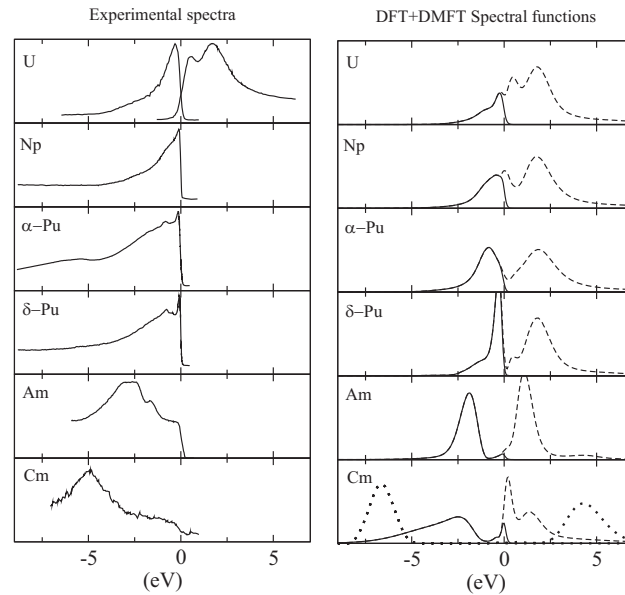 Experimental spectra
U
Np
α−Pu
δ−Pu
Am
Cm
-5 0 5
(eV)
DFT+DMFT Spectral functions
U
Np
α−Pu
δ−Pu
Am
Cm
-5 0 5
(eV)